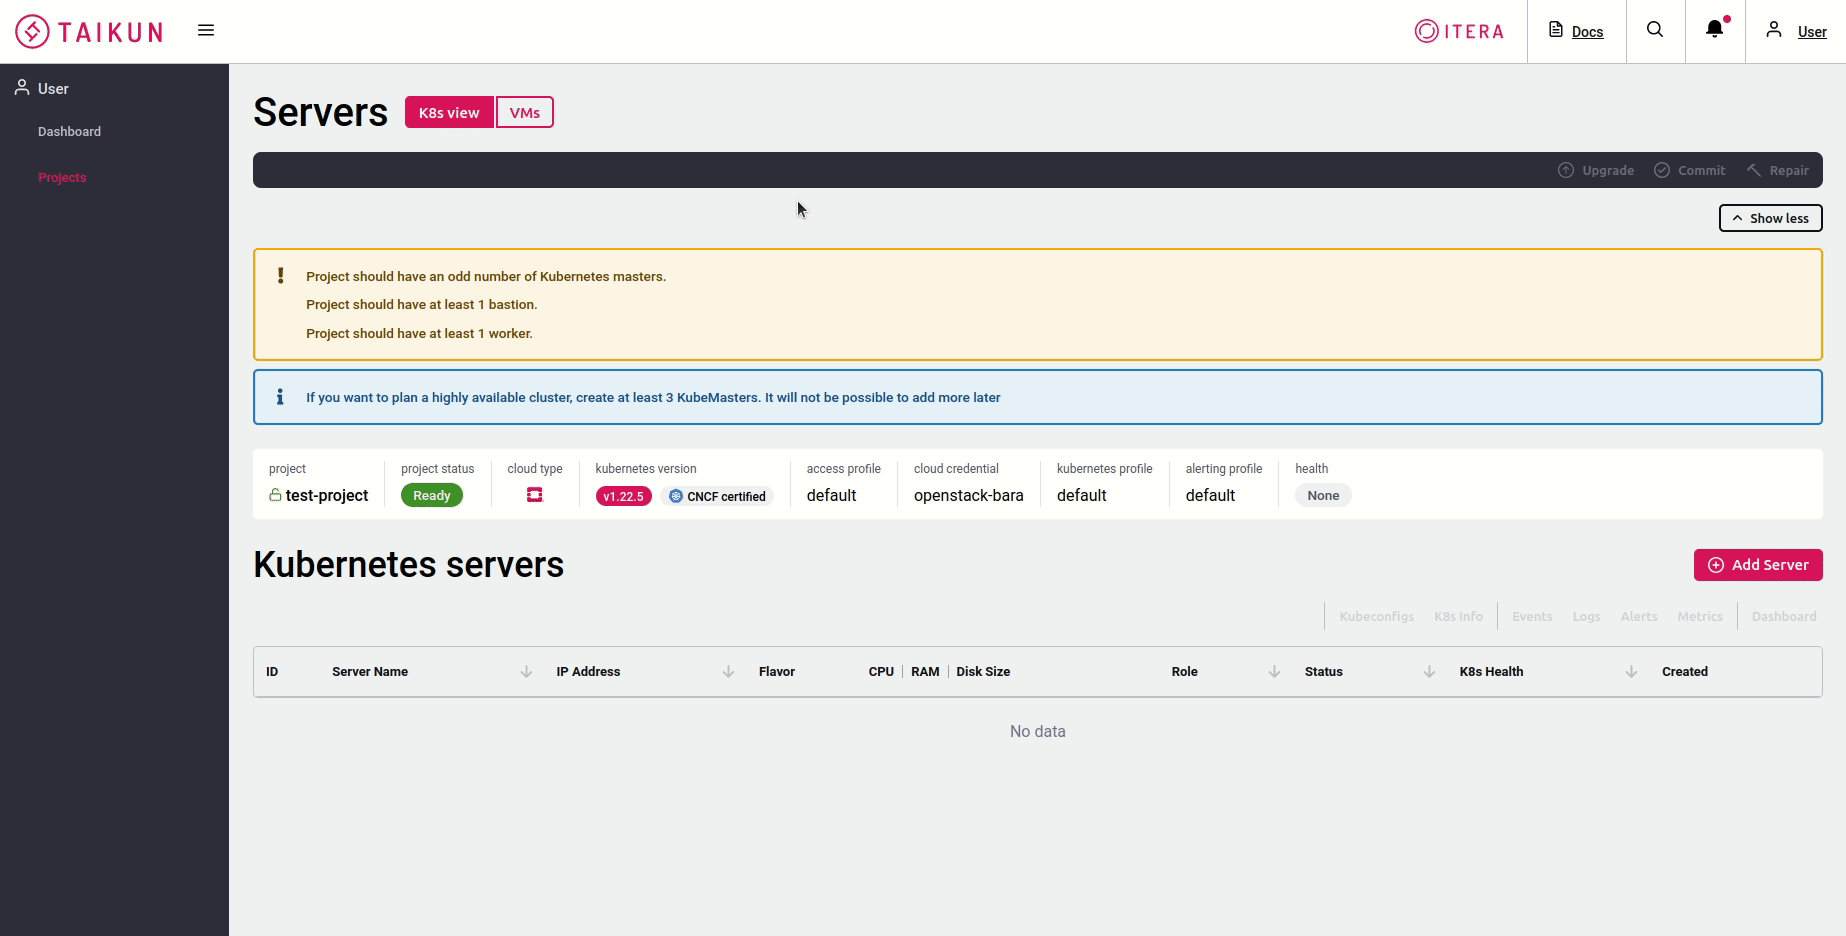 TAIKUN
ITERA
Docs
User
User
Dashboard
Projects
Servers
K8s view
VMs
Upgrade
Commit
Repair
Show less
Project should have an odd number of Kubernetes masters.
Project should have at least 1 bastion.
Project should have at least 1 worker.
If you want to plan a highly available cluster, create at least 3 KubeMasters. It will not be possible to add more later
project
project status
cloud type
kubernetes version
access profile
cloud credential
kubernetes profile
alerting profile
health
test-project
Ready
v1.22.5
CNCF certified
default
openstack-bara
default
default
None
Kubernetes servers
Add Server
Kubeconfigs
K8s Info
Events
Logs
Alerts
Metrics
Dashboard
ID
Server Name
IP Address
Flavor
CPU
RAM
Disk Size
Role
Status
K8s Health
Created
No data